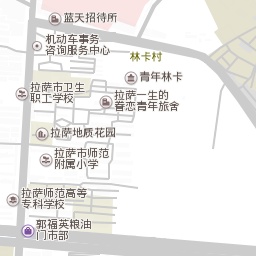 蓝天招待所
机动车事务
咨询服务中心
林卡村
青年林卡
拉萨市卫生
职工学校
拉萨一生的
眷恋青年旅舍
拉萨地质花园
拉萨市师范
附属小学
拉萨师范高等
专科学校
郭福英粮油
门市部